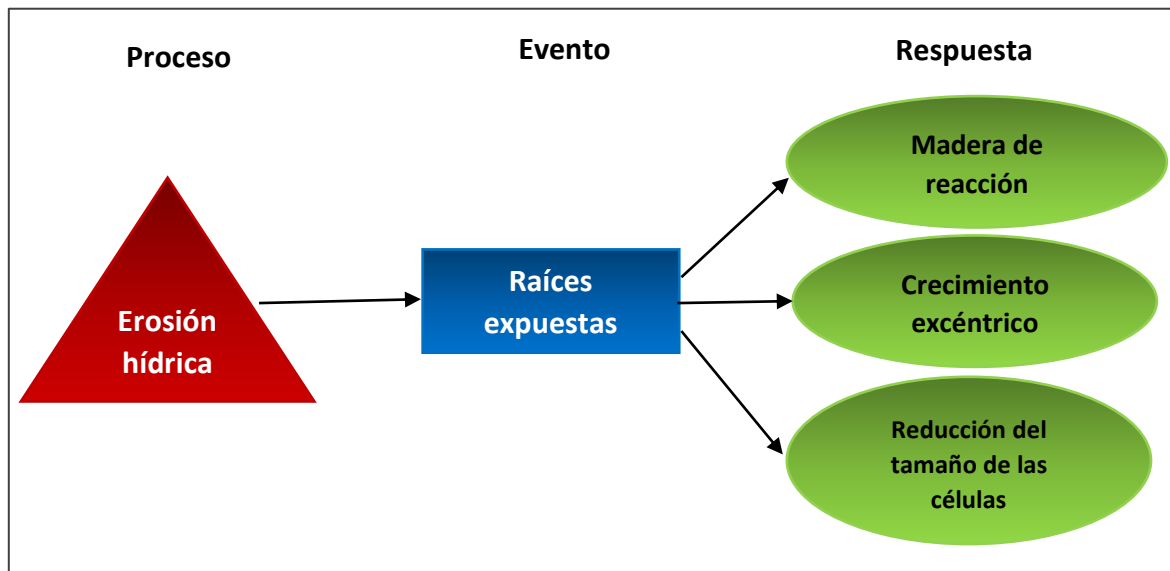 Proceso
Evento
Respuesta
Erosión
hídrica
Raíces
expuestas
Madera de
reacción
Crecimiento
excéntrico
Reducción del
tamaño de las
células